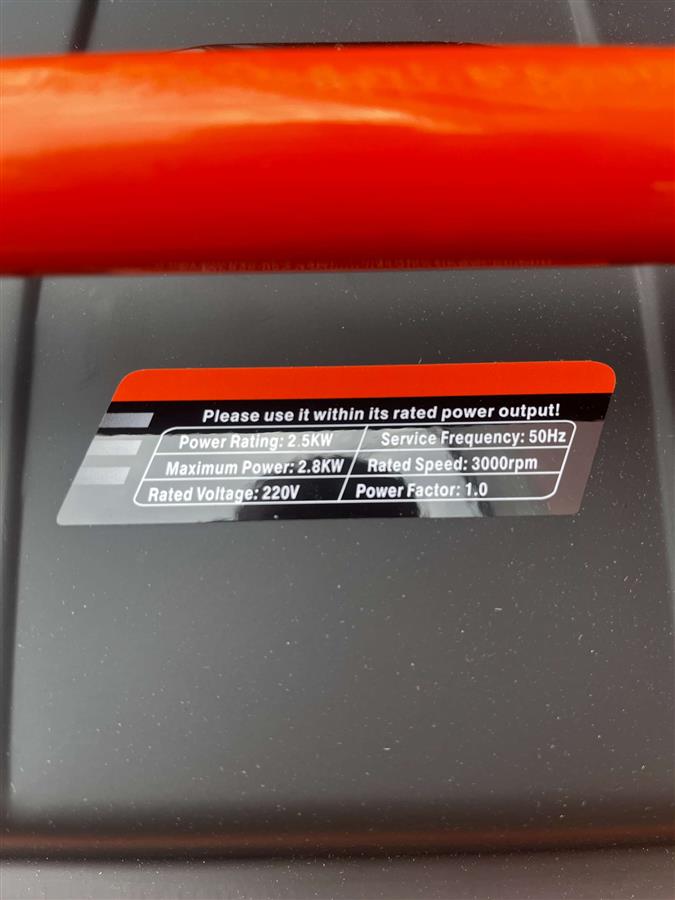 Please use it within its rated power output!
Power Rating: 2.5KW Service Frequency: 50Hz
Maximum Power: 2.8KW Rated Speed: 3000rpm
Rated Voltage: 220V Power Factor: 1.0